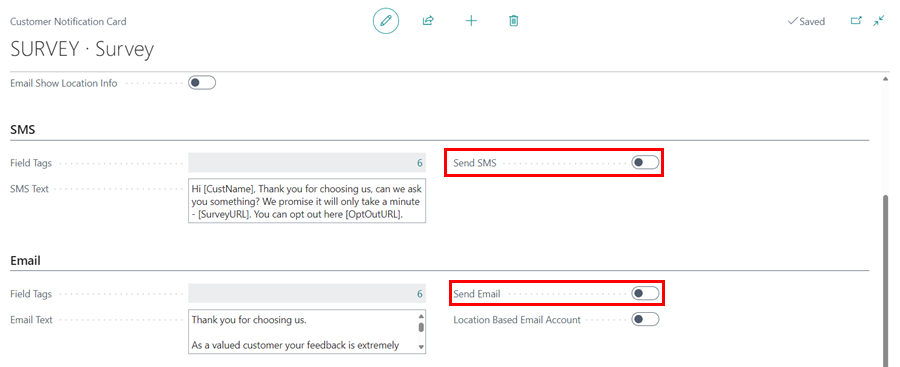 Customer Notification Card
Saved
SURVEY · Survey
Email Show Location Info
SMS
Field Tags 6
Send SMS
SMS Text
Hi [CustName], Thank you for choosing us, can we ask
you something? We promise it will only take a minute
- [SurveyURL]. You can opt out here [OptOutURL].
Email
Field Tags 6
Send Email
Email Text
Thank you for choosing us.
As a valued customer your feedback is extremely
Location Based Email Account